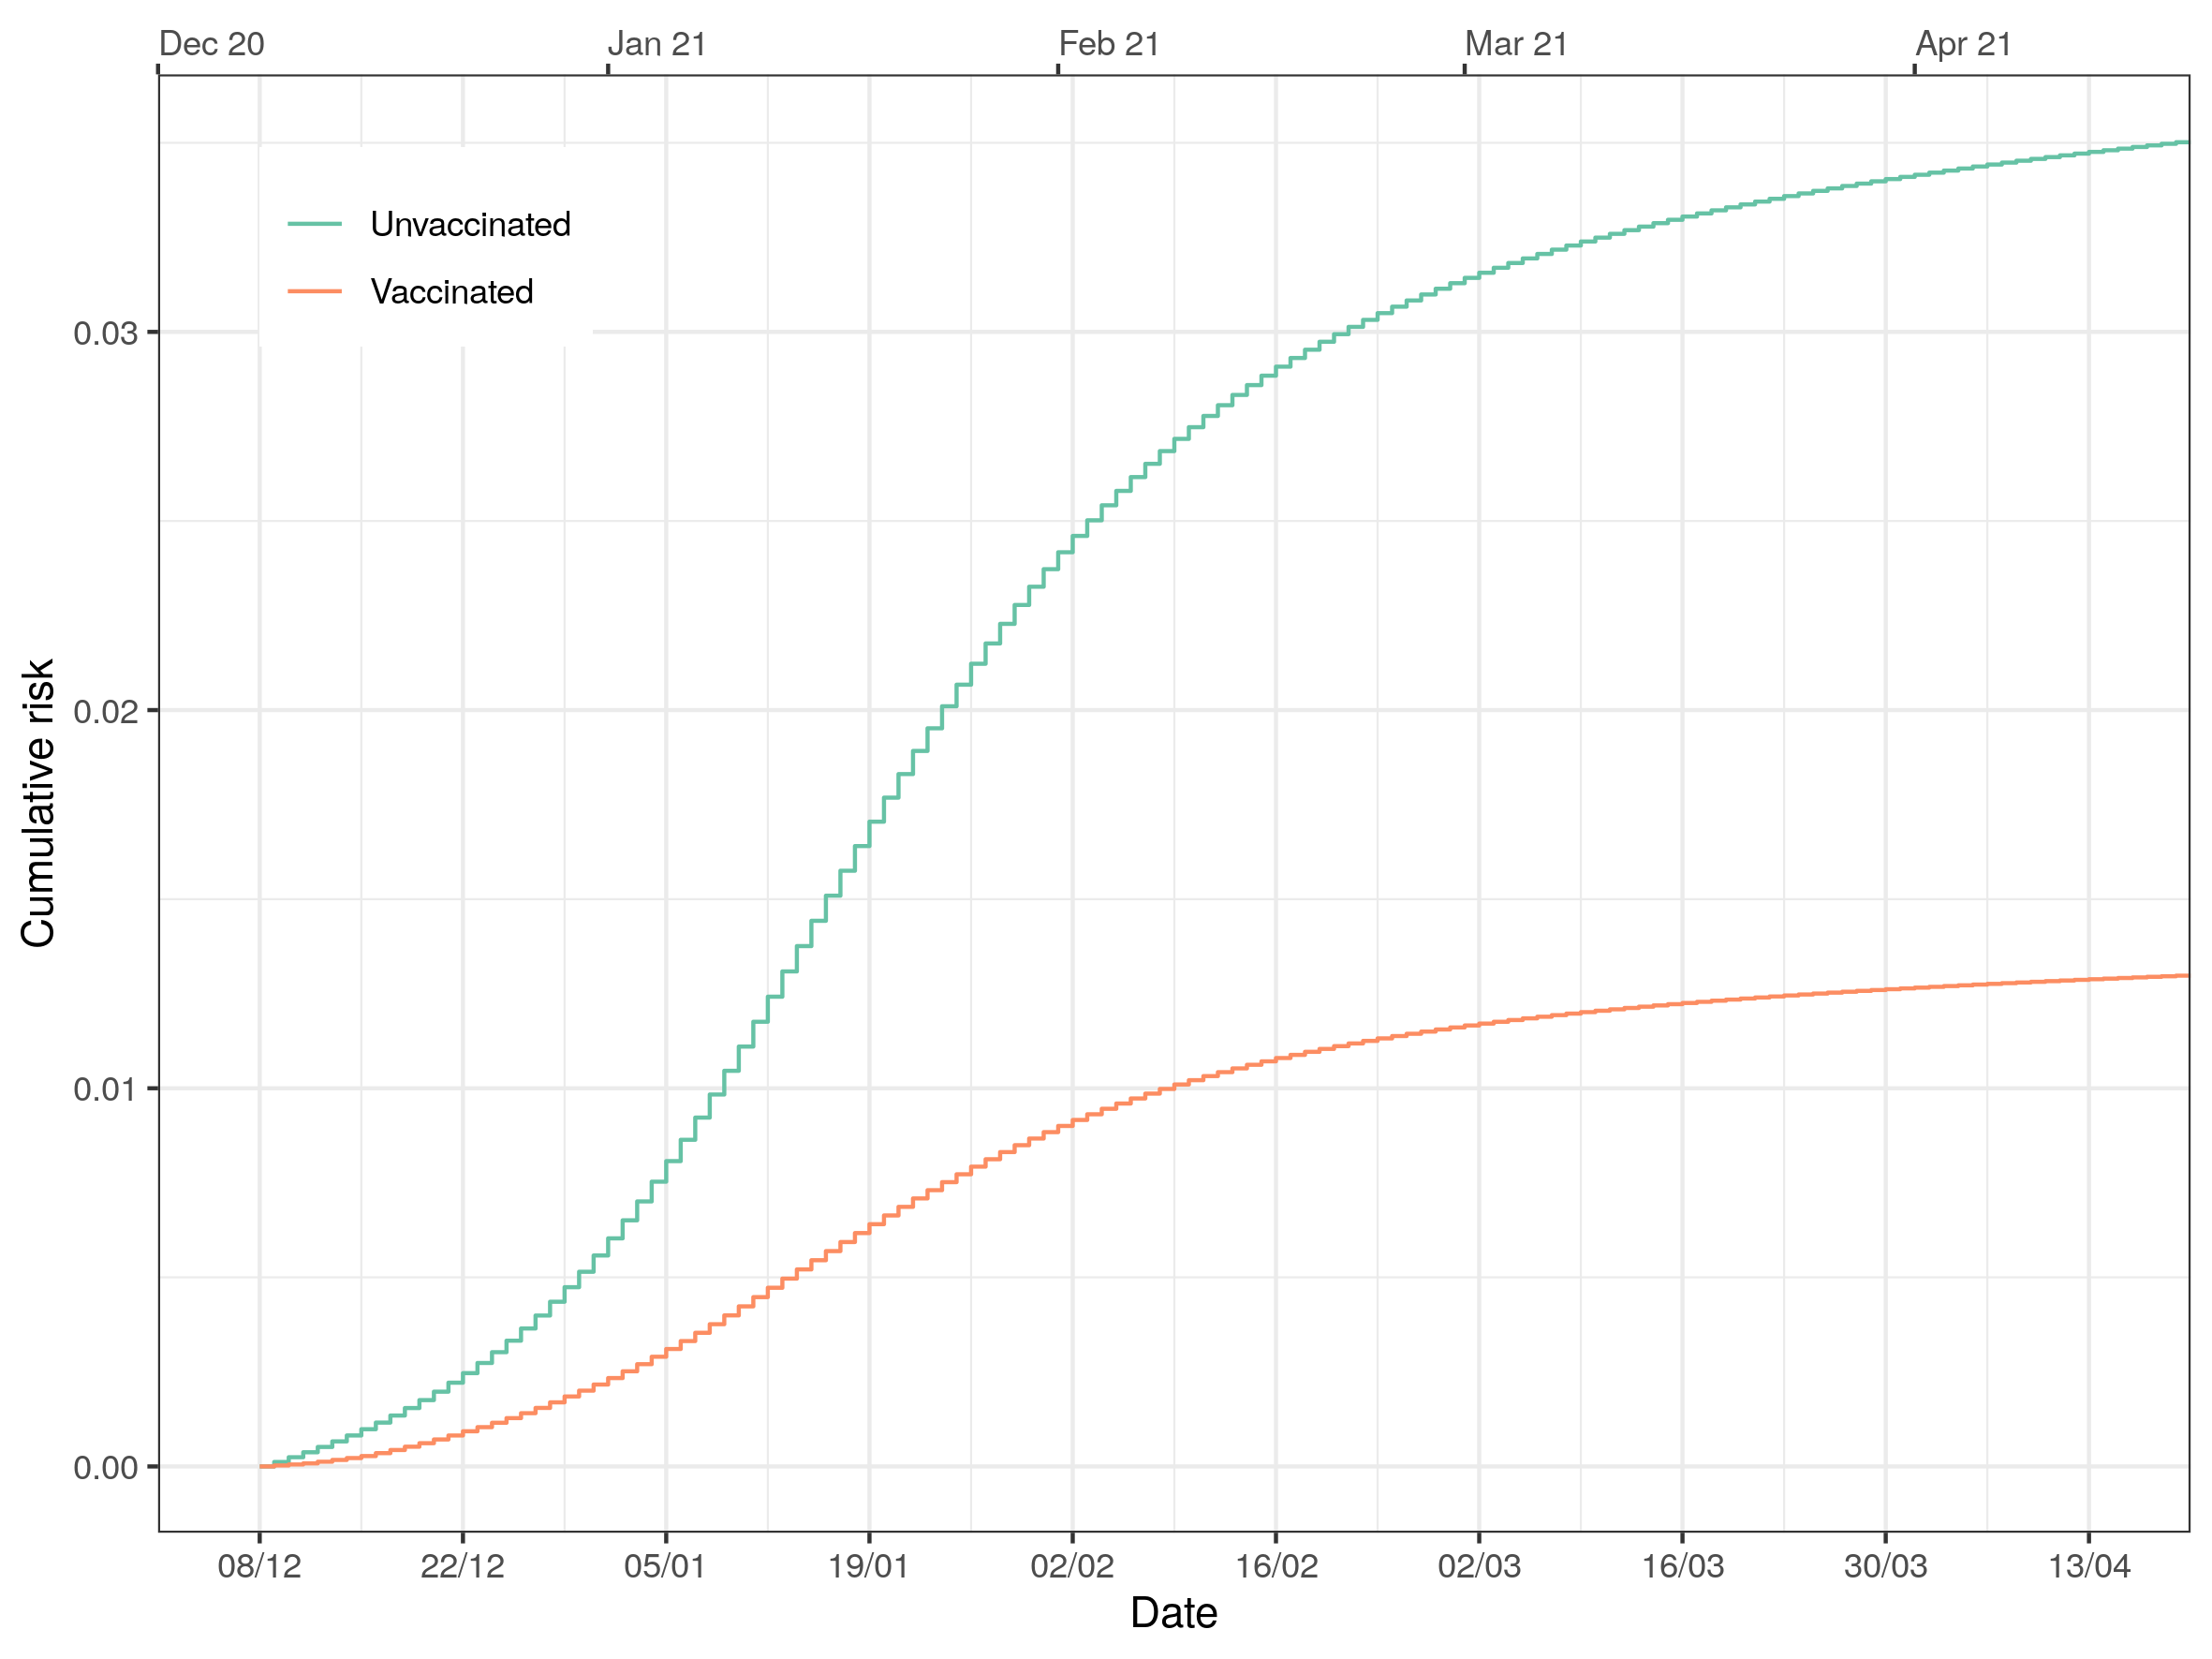 Dec 20 Jan 21 Feb 21 Mar 21 Apr 21
Unvaccinated
Vaccinated
0.03
0.02
0.01
0.00
Cumulative risk
08/12 22/12 05/01 19/01 02/02 16/02 02/03 16/03 30/03 13/04
Date